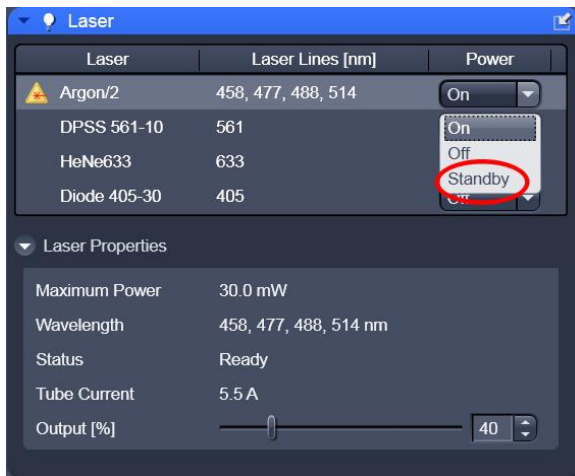 Laser
Laser Laser Lines [nm] Power
Argon/2 458, 477, 488, 514 On
DPSS 561-10 561 On
Off
HeNe633 633
Standby
Diode 405-30 405 Off
Laser Properties
Maximum Power 30.0 mW
Wavelength 458, 477, 488, 514 nm
Status Ready
Tube Current 5.5 A
Output [%] 40